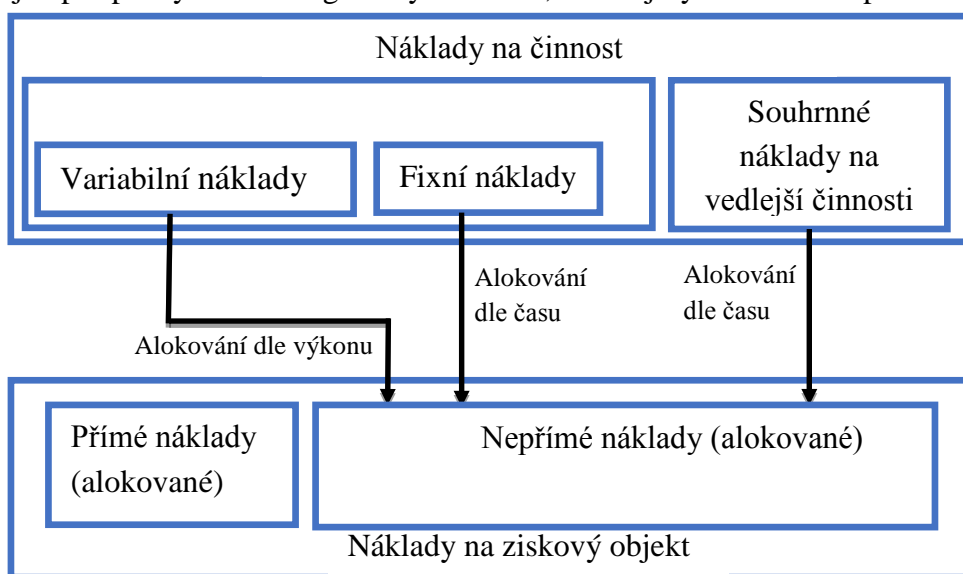 Náklady na činnost
Souhrnné
náklady na
vedlejší činnosti
Variabilní náklady
Fixní náklady
Alokování
dle času
Alokování
dle času
Alokování dle výkonu
Přímé náklady
(alokované)
Nepřímé náklady (alokované)
Náklady na ziskový objekt